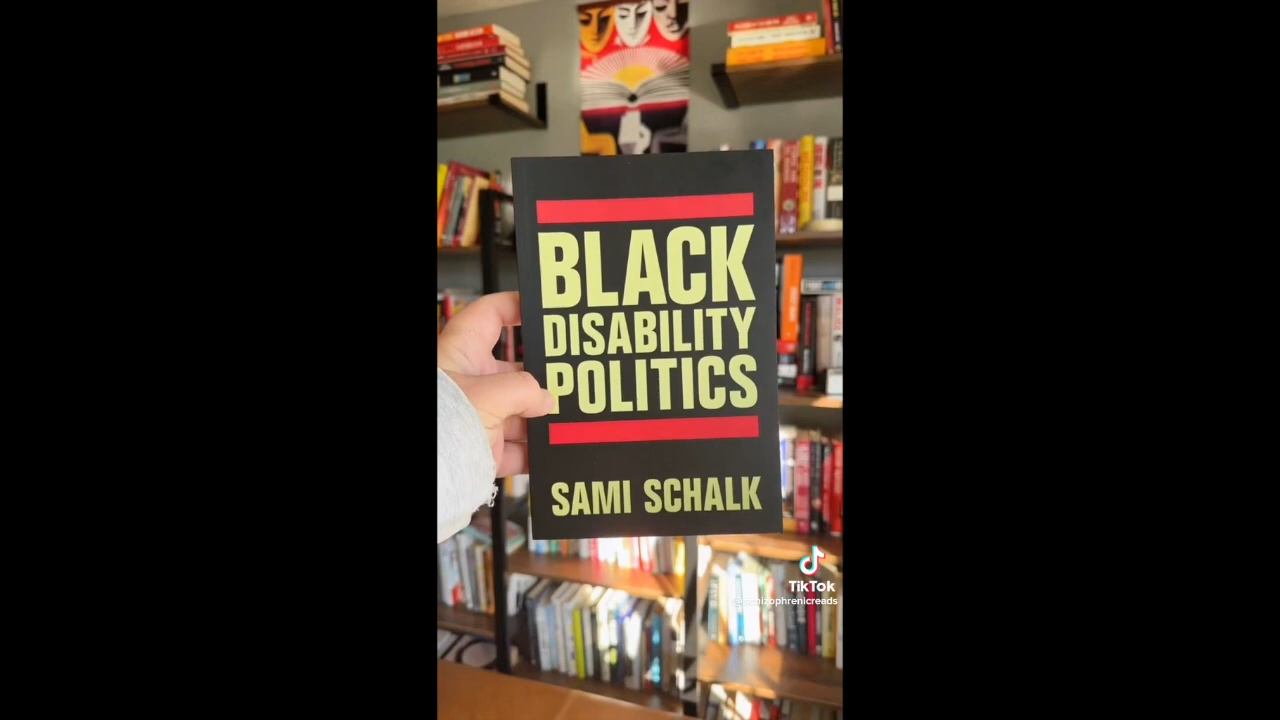 BLACK
DISABILITY
POLITICS
SAMI SCHALK
TikTok